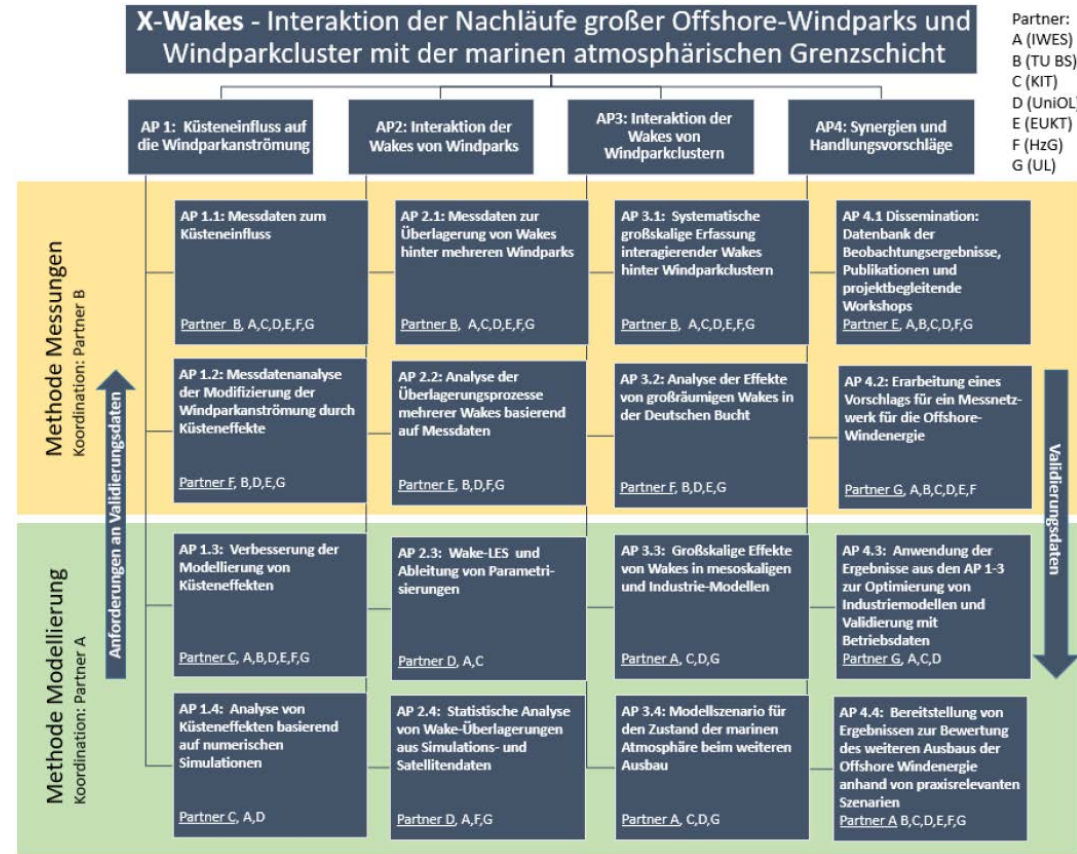 X-Wakes - Interaktion der Nachläufe großer Offshore-Windparks und
Windparkcluster mit der marinen atmosphärischen Grenzschicht
Partner:
A (IWES)
B (TU BS)
C (KIT)
D (UniOL)
E (EUKT)
F (HzG)
G (UL)
AP 1: Küsteneinfluss auf
die Windparkanströmung
AP2: Interaktion der
Wakes von Windparks
AP3: Interaktion der
Wakes von
Windparkclustern
AP4: Synergien und
Handlungsvorschläge
Methode Messungen
Koordination: Partner B
AP 1.1: Messdaten zum
Küsteneinfluss
Partner B, A,C,D,E,F,G
AP 2.1: Messdaten zur
Überlagerung von Wakes
hinter mehreren Windparks
Partner B, A,C,D,E,F,G
AP 3.1: Systematische
großskalige Erfassung
interagierender Wakes
hinter Windparkclustern
Partner B, A,C,D,E,F,G
AP 4.1 Dissemination:
Datenbank der
Beobachtungsergebnisse,
Publikationen und
projektbegleitende
Workshops
Partner E, A,B,C,D,F,G
AP 1.2: Messdatenanalyse
der Modifizierung der
Windparkanströmung durch
Küsteneffekte
Partner F, B,D,E,G
AP 2.2: Analyse der
Überlagerungsprozesse
mehrerer Wakes basierend
auf Messdaten
Partner E, B,D,F,G
AP 3.2: Analyse der Effekte
von großräumigen Wakes in
der Deutschen Bucht
Partner F, B,D,E,G
AP 4.2: Erarbeitung eines
Vorschlags für ein Messnetz-
werk für die Offshore-
Windenergie
Partner G, A,B,C,D,E,F
Anforderungen an Validierungsdaten
Validierungsdaten
Methode Modellierung
Koordination: Partner A
AP 1.3: Verbesserung der
Modellierung von
Küsteneffekten
Partner C, A,B,D,E,F,G
AP 2.3: Wake-LES und
Ableitung von Parametri-
sierungen
Partner D, A,C
AP 3.3: Großskalige Effekte
von Wakes in mesoskaligen
und Industrie-Modellen
Partner A, C,D,G
AP 4.3: Anwendung der
Ergebnisse aus den AP 1-3
zur Optimierung von
Industriemodellen und
Validierung mit
Betriebsdaten
Partner G, A,C,D
AP 1.4: Analyse von
Küsteneffekten basierend
auf numerischen
Simulationen
Partner C, A,D
AP 2.4: Statistische Analyse
von Wake-Überlagerungen
aus Simulations- und
Satellitendaten
Partner D, A,F,G
AP 3.4: Modellszenario für
den Zustand der marinen
Atmosphäre beim weiteren
Ausbau
Partner A, C,D,G
AP 4.4: Bereitstellung von
Ergebnissen zur Bewertung
des weiteren Ausbaus der
Offshore Windenergie
anhand von praxisrelevanten
Szenarien
Partner A B,C,D,E,F,G